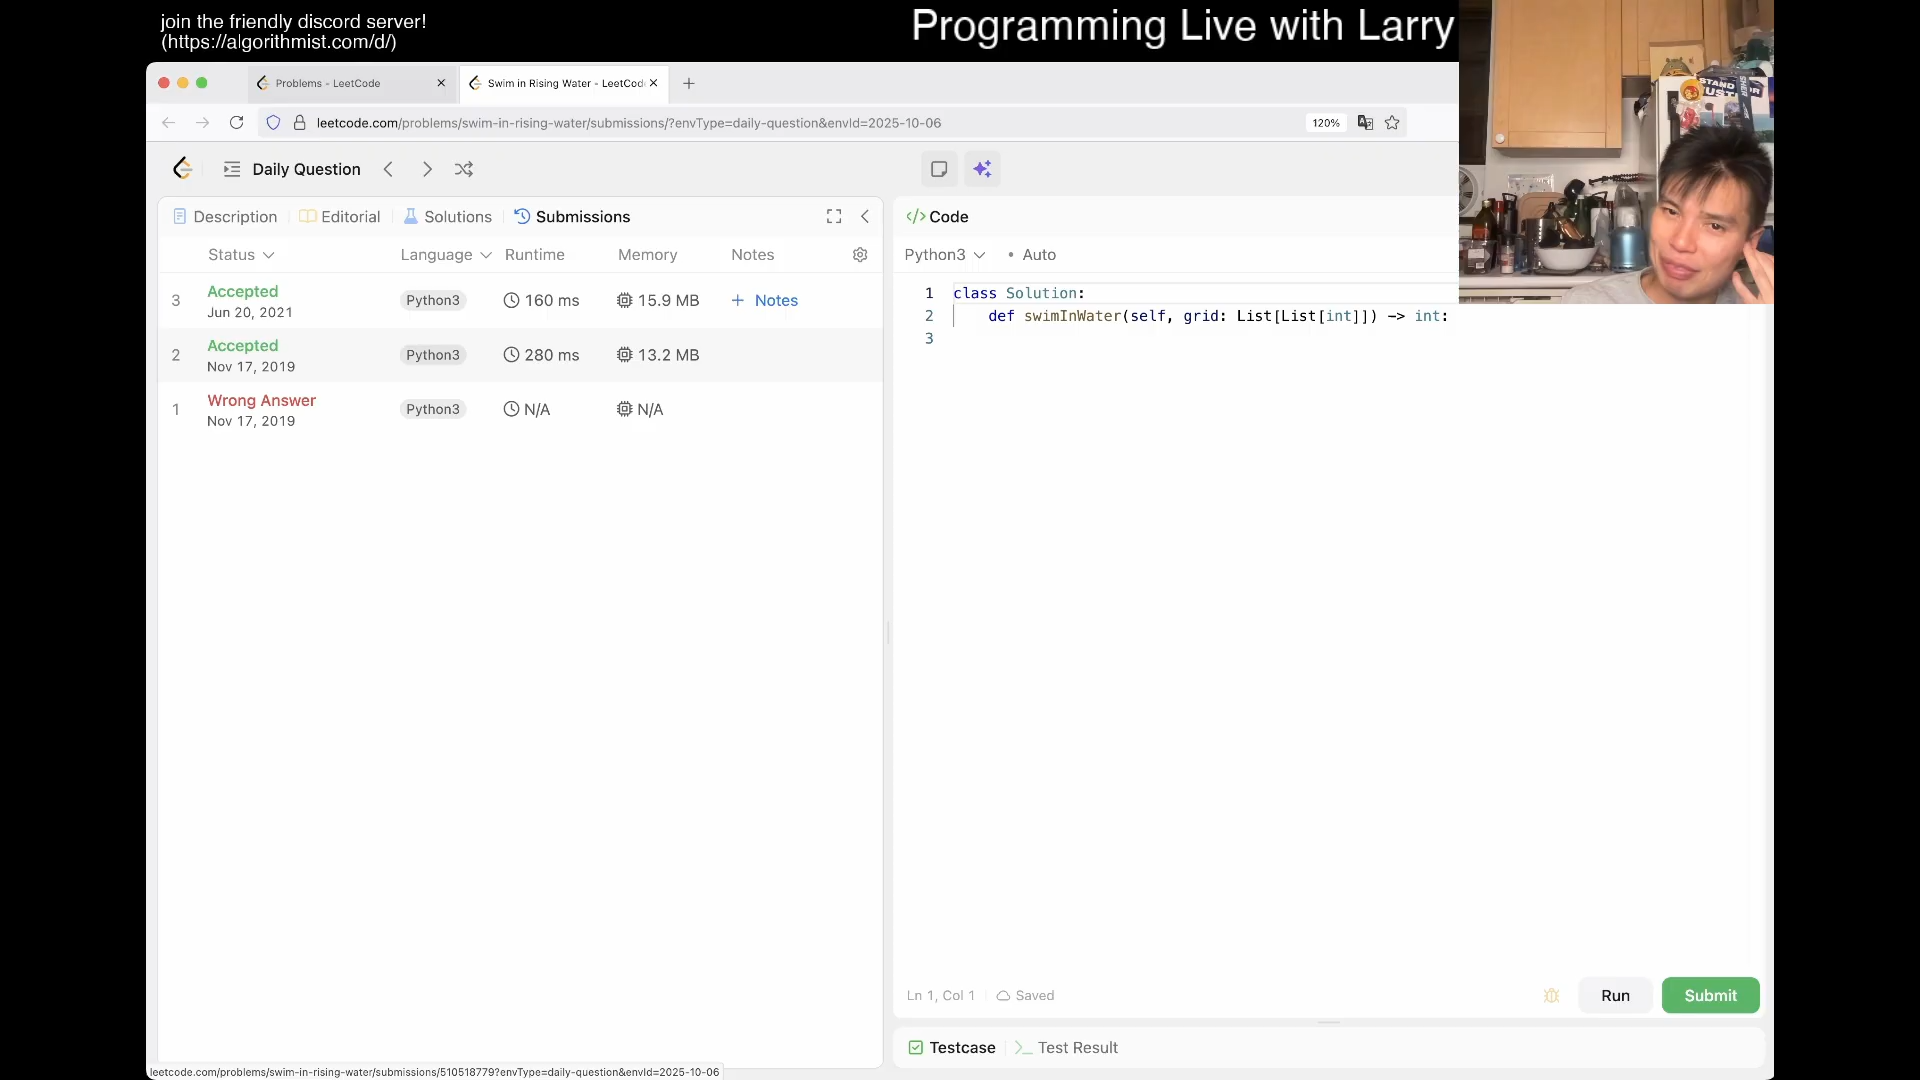 join the friendly discord server!
(https://algorithmist.com/d/)
Programming Live with Larry
Problems - LeetCode
Swim in Rising Water - LeetCod
leetcode.com/problems/swim-in-rising-water/submissions/?envType=daily-question&envId=2025-10-06
120%
Daily Question
Description
Editorial
Solutions
Submissions
Status
Language
Runtime
Memory
Notes
3
Accepted
Jun 20, 2021
Python3
160 ms
15.9 MB
+ Notes
2
Accepted
Nov 17, 2019
Python3
280 ms
13.2 MB
1
Wrong Answer
Nov 17, 2019
Python3
N/A
N/A
</> Code
Python3
• Auto
1 class Solution:
2 def swimInWater(self, grid: List[List[int]]) -> int:
3
Ln 1, Col 1
Saved
Run
Submit
Testcase
Test Result
leetcode.com/problems/swim-in-rising-water/submissions/510518779?envType=daily-question&envId=2025-10-06